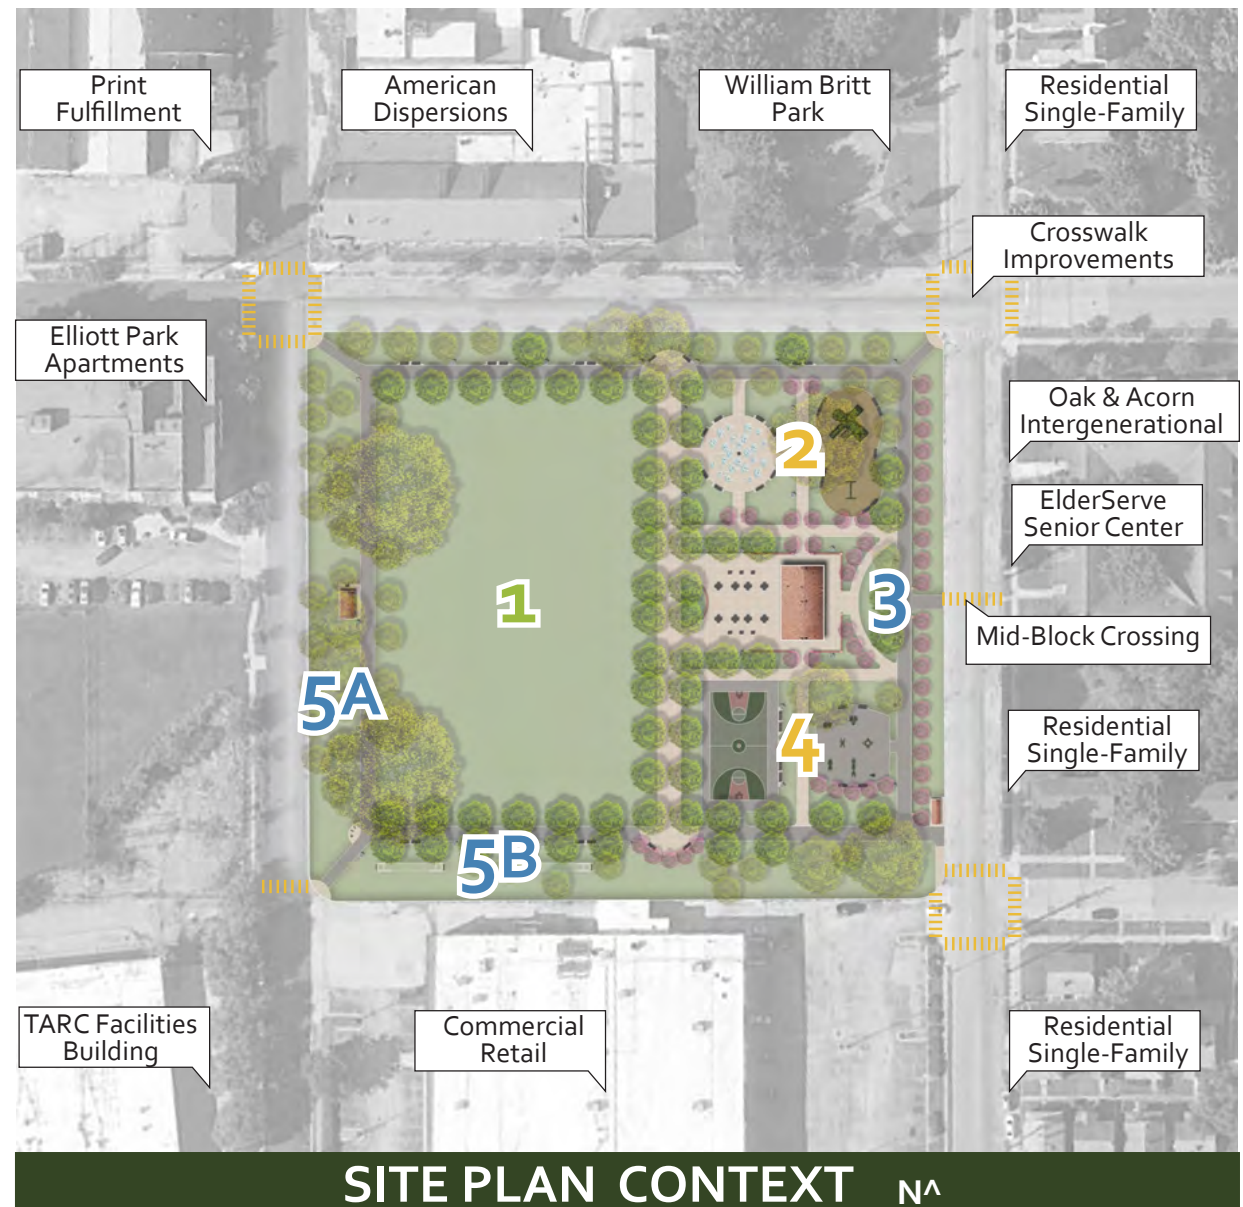 Print
Fulfillment
American
Dispersions
William Britt
Park
Residential
Single-Family
Crosswalk
Improvements
Elliott Park
Apartments
Oak & Acorn
Intergenerational
2
ElderServe
Senior Center
1
3
Mid-Block Crossing
5A
4
Residential
Single-Family
5B
TARC Facilities
Building
Commercial
Retail
Residential
Single-Family
SITE PLAN CONTEXT N^